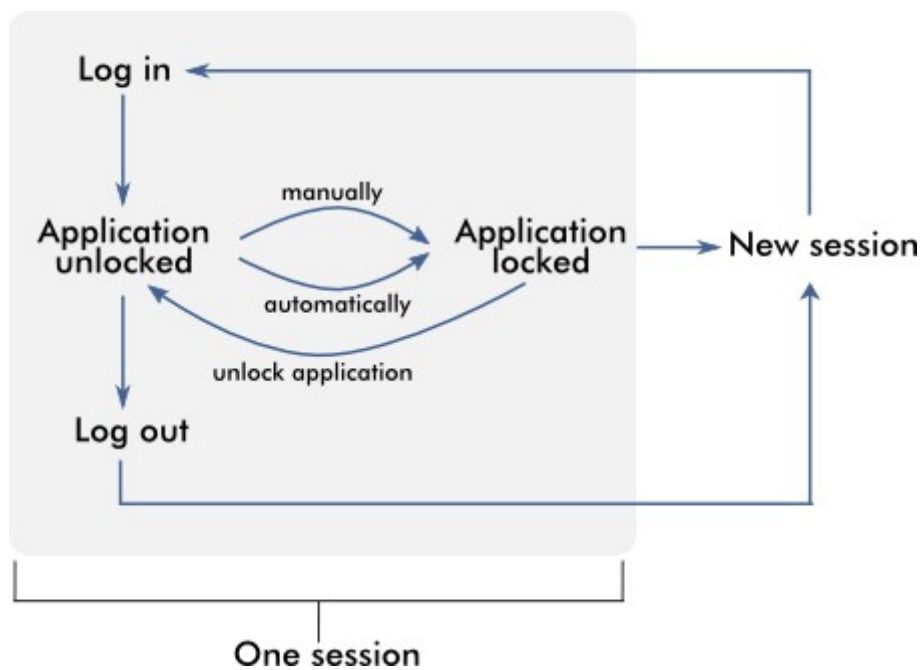 Log in
manually
Application
unlocked
Application
locked
New session
automatically
unlock application
Log out
One session